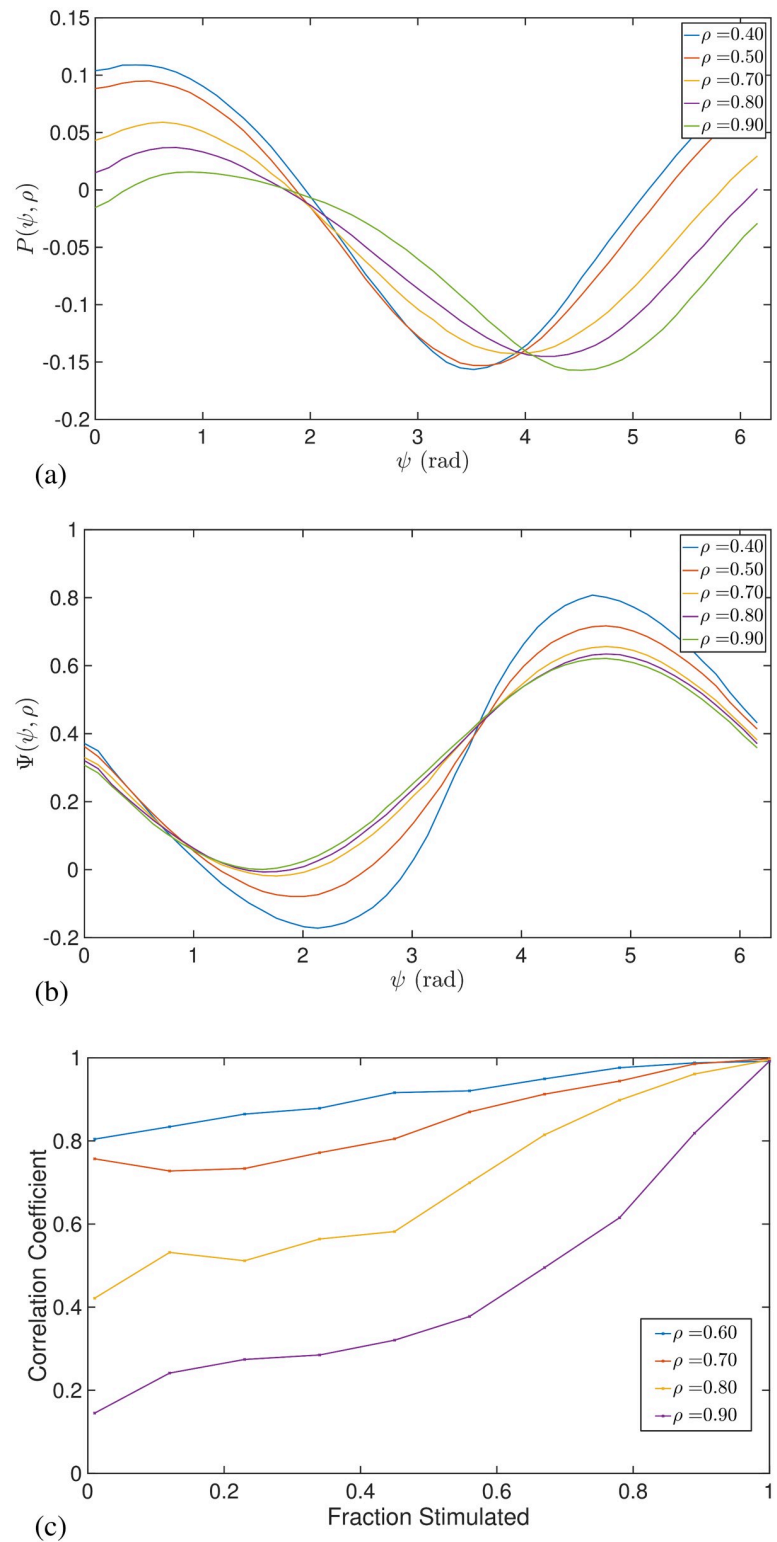 0.15
0.1
0.05
0
-0.05
-0.1
-0.15
-0.2
P(ψ, ρ)
ρ =0.40
ρ =0.50
ρ =0.70
ρ =0.80
ρ =0.90
0 1 2 3 4 5 6
ψ (rad)
(a)
1
0.8
0.6
0.4
0.2
0
-0.2
Ψ(ψ, ρ)
ρ =0.40
ρ =0.50
ρ =0.70
ρ =0.80
ρ =0.90
0 1 2 3 4 5 6
ψ (rad)
(b)
1
0.8
0.6
0.4
0.2
0
Correlation Coefficient
ρ =0.60
ρ =0.70
ρ =0.80
ρ =0.90
0 0.2 0.4 0.6 0.8 1
Fraction Stimulated
(c)